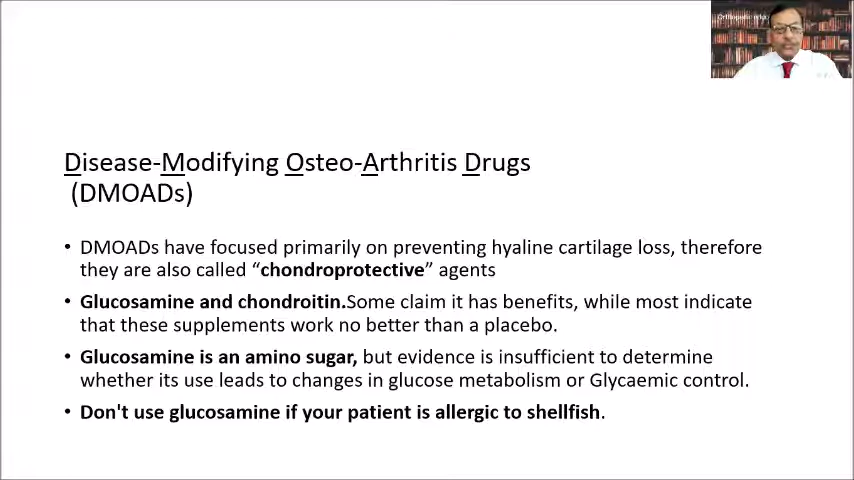 Disease-Modifying Osteo-Arthritis Drugs
(DMOADs)
• DMOADs have focused primarily on preventing hyaline cartilage loss, therefore
they are also called “chondroprotective” agents
• Glucosamine and chondroitin.Some claim it has benefits, while most indicate
that these supplements work no better than a placebo.
• Glucosamine is an amino sugar, but evidence is insufficient to determine
whether its use leads to changes in glucose metabolism or Glycaemic control.
• Don't use glucosamine if your patient is allergic to shellfish.